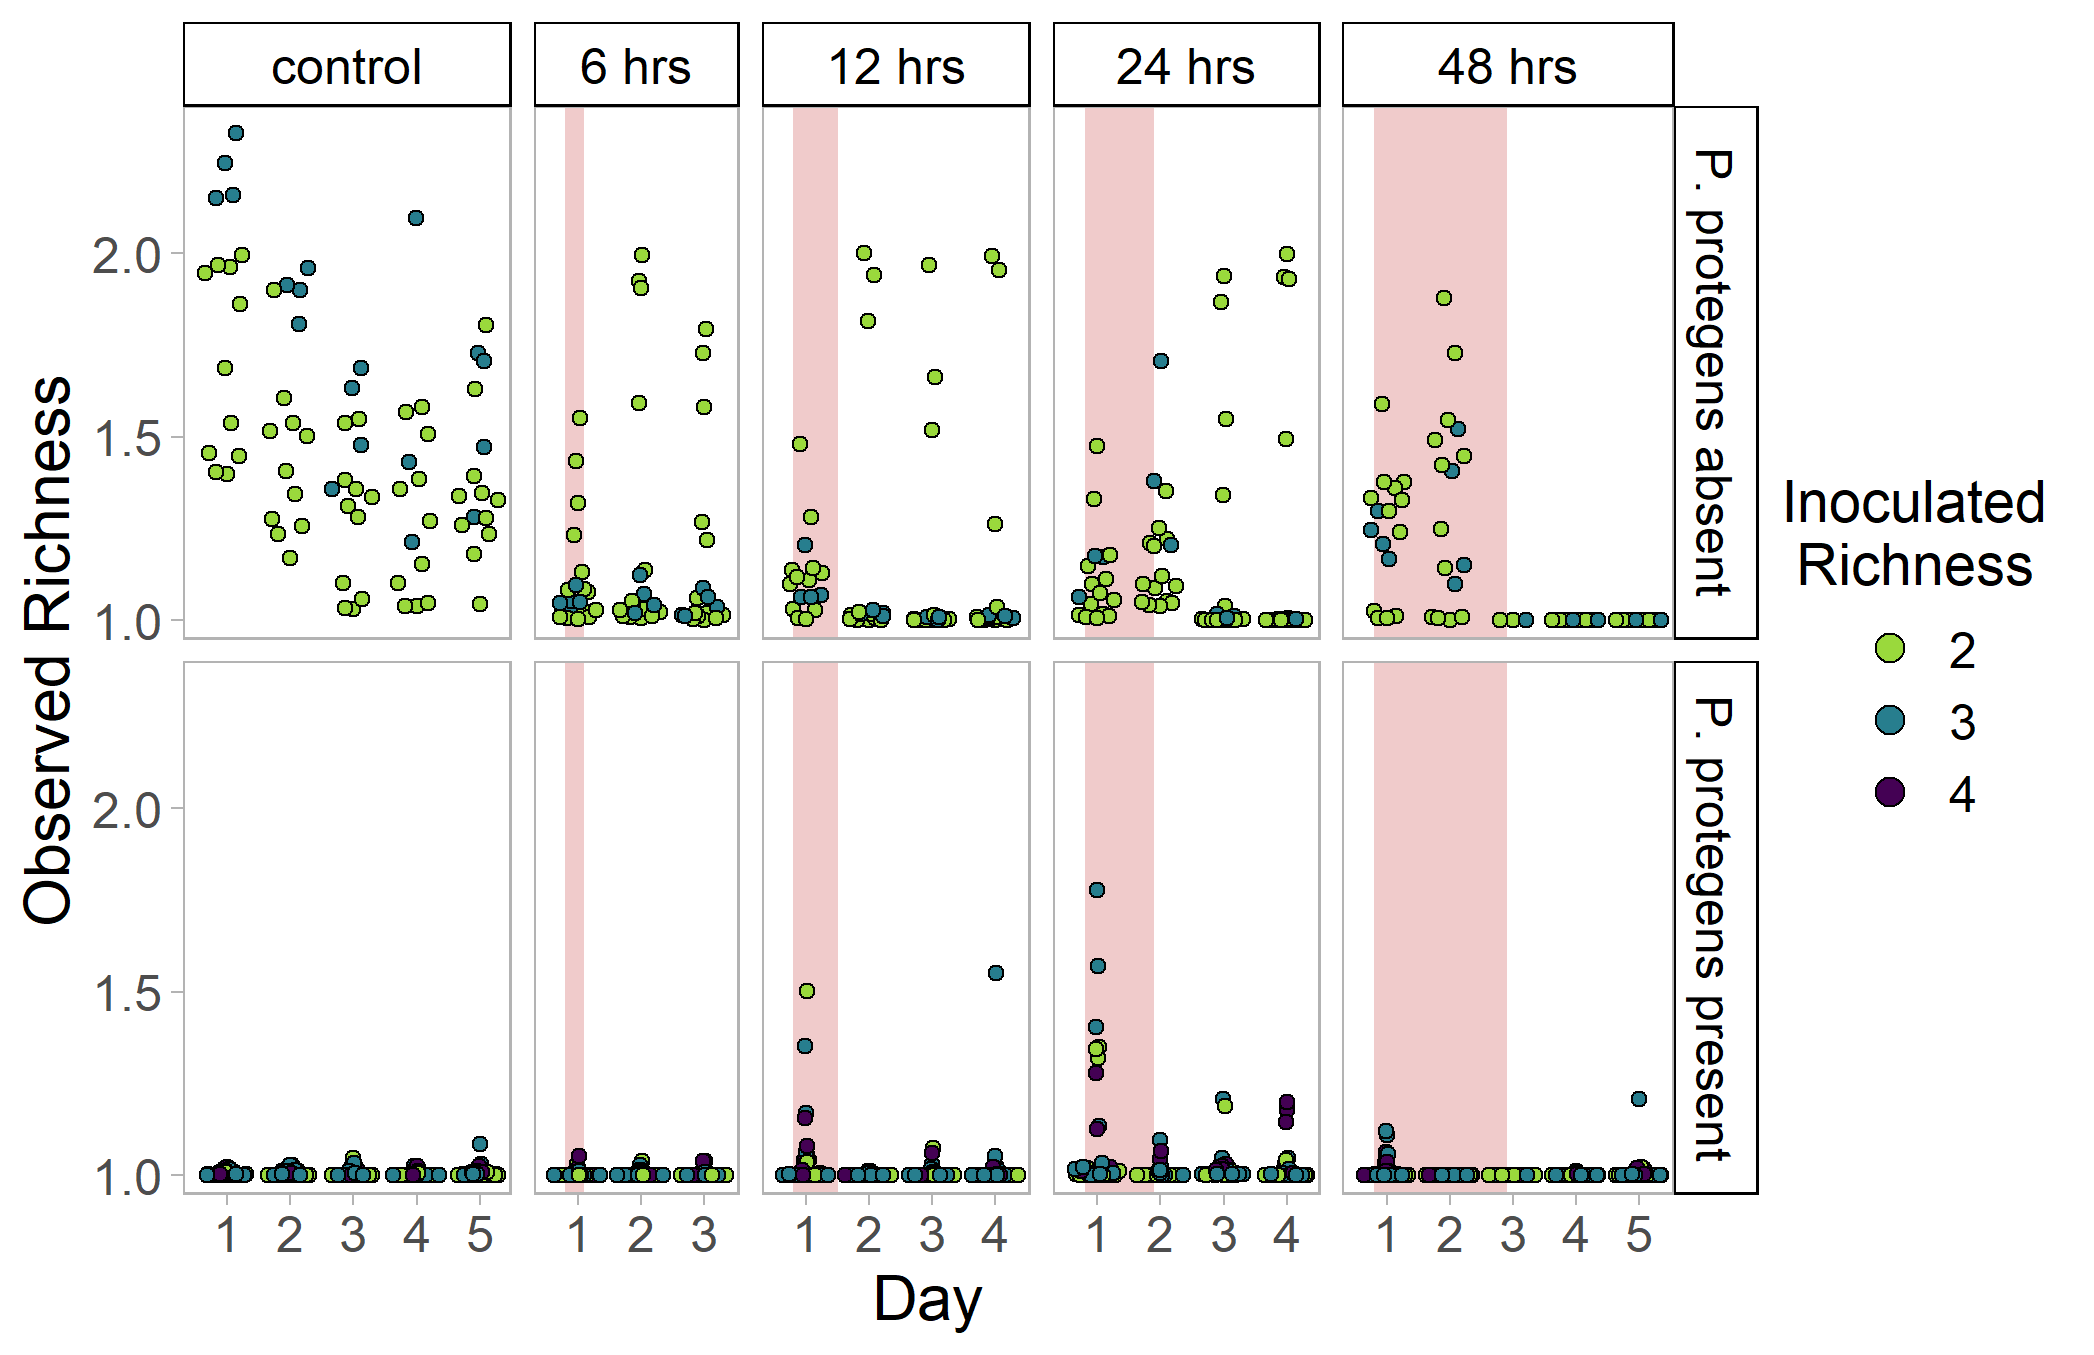 control 6 hrs 12 hrs 24 hrs 48 hrs
P. protegens absent
2.0
1.5
1.0
P. protegens present
2.0
1.5
1.0
Observed Richness
1 2 3 4 5 1 2 3 1 2 3 4 1 2 3 4 1 2 3 4 5
Day
Inoculated
Richness
2
3
4